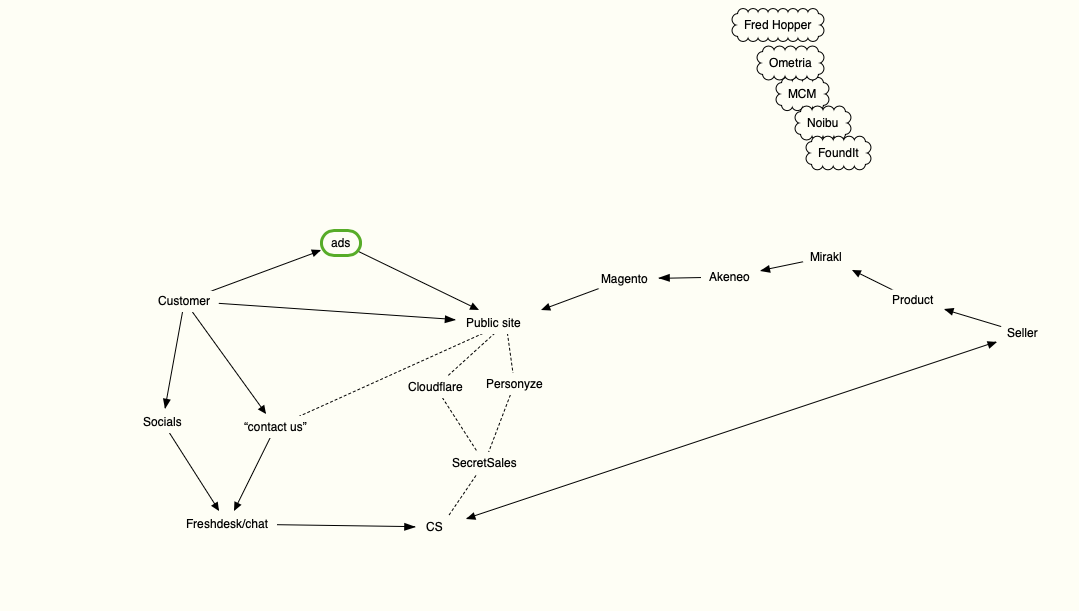 Fred Hopper
Ometria
MCM
Noibu
FoundIt
ads
Mirakl
Magento
Akeneo
Customer
Product
Public site
Seller
Cloudflare
Personyze
Socials
“contact us”
SecretSales
Freshdesk/chat
CS